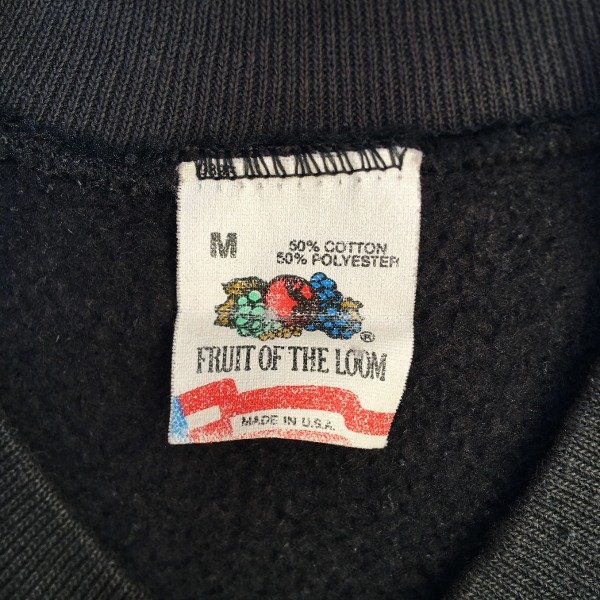 M
50% COTTON
50% POLYESTER
®
FRUIT OF THE LOOM
MADE IN U.S.A.